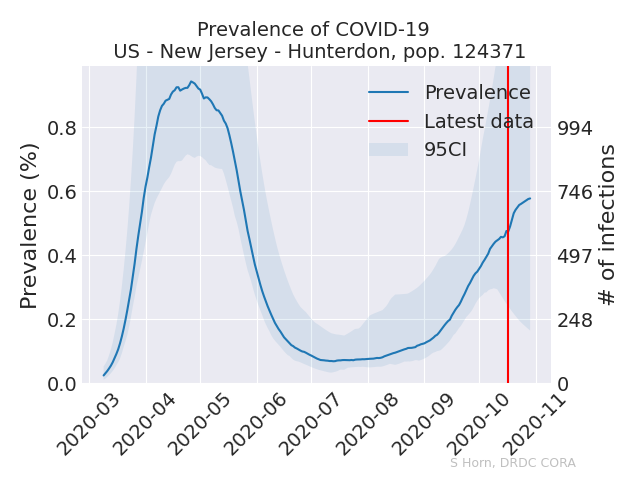 Prevalence of COVID-19
US - New Jersey - Hunterdon, pop. 124371
Prevalence
Latest data
95CI
Prevalence (%)
0.8
0.6
0.4
0.2
0.0
994
746
497
248
0
# of infections
2020-03
2020-04
2020-05
2020-06
2020-07
2020-08
2020-09
2020-10
2020-11
S Horn, DRDC CORA